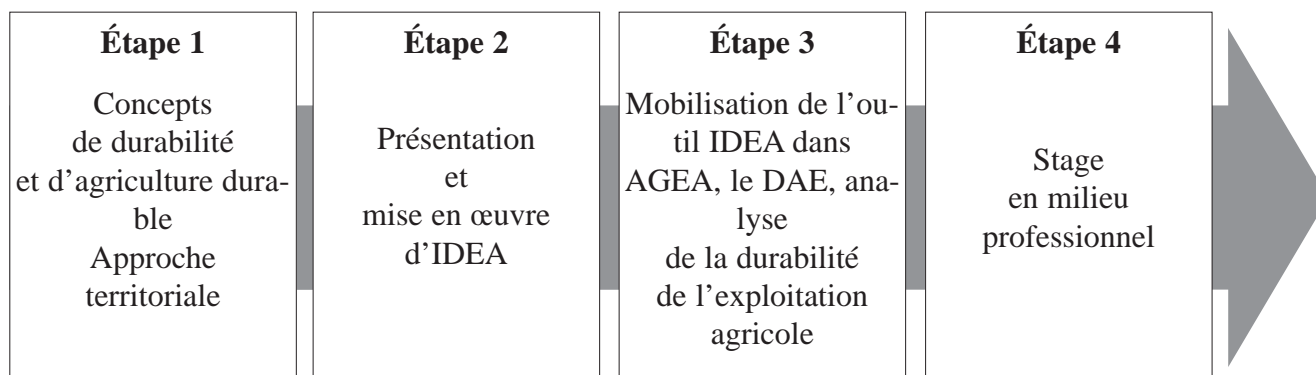 Étape 1
Concepts
de durabilité
et d'agriculture dura-
ble
Approche
territoriale
Étape 2
Présentation
et
mise en œuvre
d'IDEA
Étape 3
Mobilisation de l'ou-
til IDEA dans
AGEA, le DAE, ana-
lyse
de la durabilité
de l'exploitation
agricole
Étape 4
Stage
en milieu
professionnel